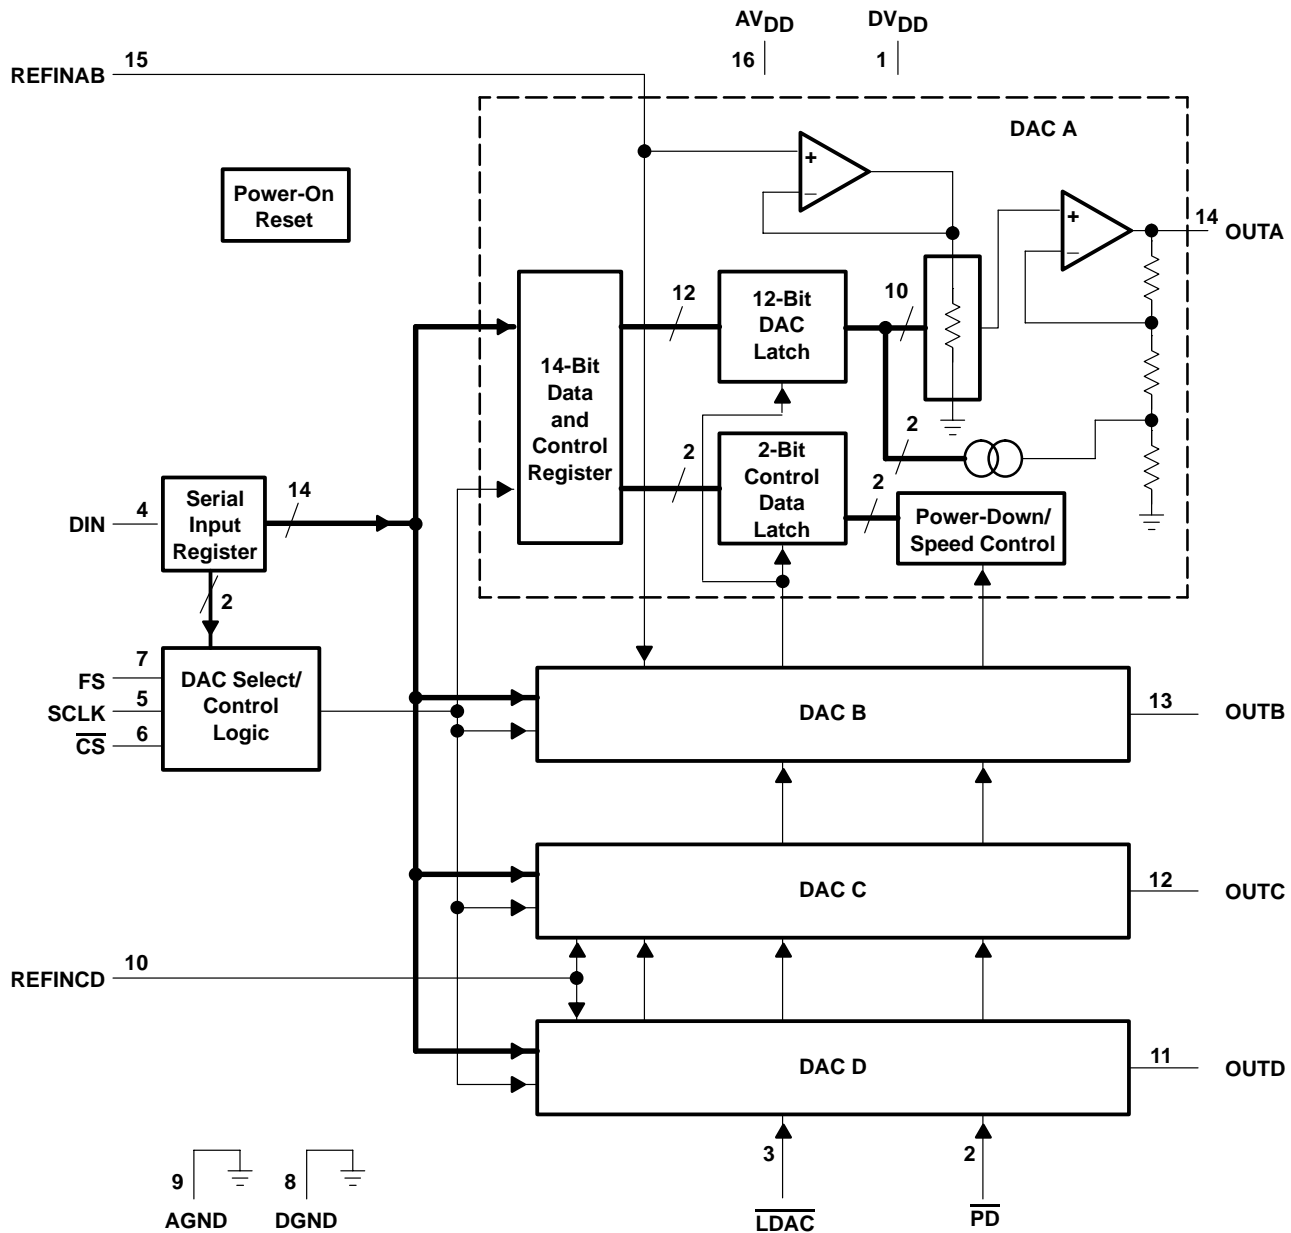 AVDD
DVDD
16
1
REFINAB
15
DAC A
Power-On
Reset
+
−
+
−
14
OUTA
12
12-Bit
DAC
Latch
10
14-Bit
Data
and
Control
Register
2
2-Bit
Control
Data
Latch
2
2
Power-Down/
Speed Control
DIN
4
Serial
Input
Register
14
2
FS
7
SCLK
5
CS
6
DAC Select/
Control
Logic
DAC B
13
OUTB
DAC C
12
OUTC
REFINCD
10
DAC D
11
OUTD
9
AGND
8
DGND
3
LDAC
2
PD